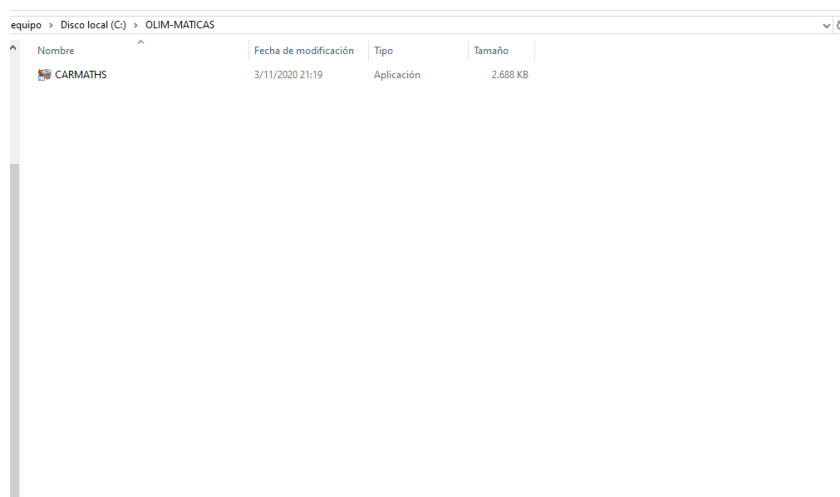 equipo > Disco local (C:) > OLIM-MATICAS
Nombre Fecha de modificación Tipo Tamaño
CARMATHS 3/11/2020 21:19 Aplicación 2.688 KB